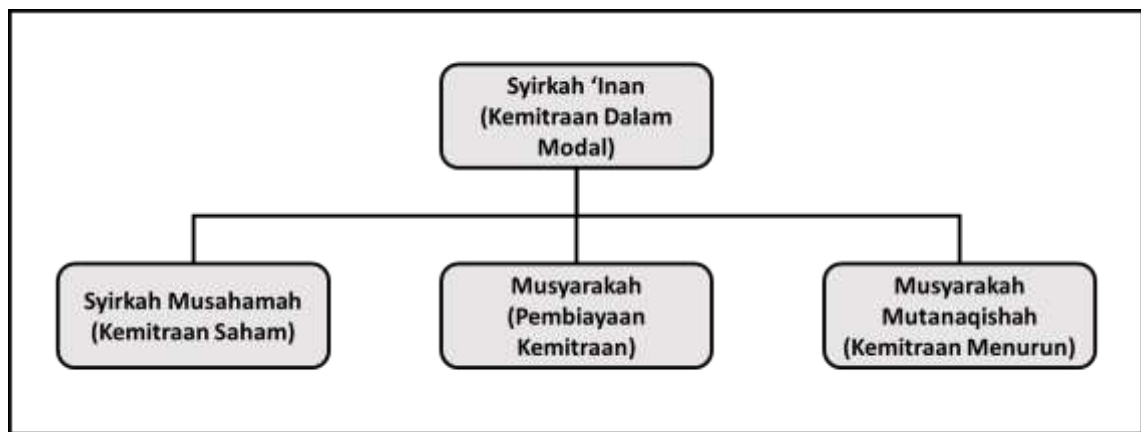 Syirkah ‘Inan
(Kemitraan Dalam
Modal)
Syirkah Musahamah
(Kemitraan Saham)
Musyarakah
(Pembiayaan
Kemitraan)
Musyarakah
Mutanaqishah
(Kemitraan Menurun)